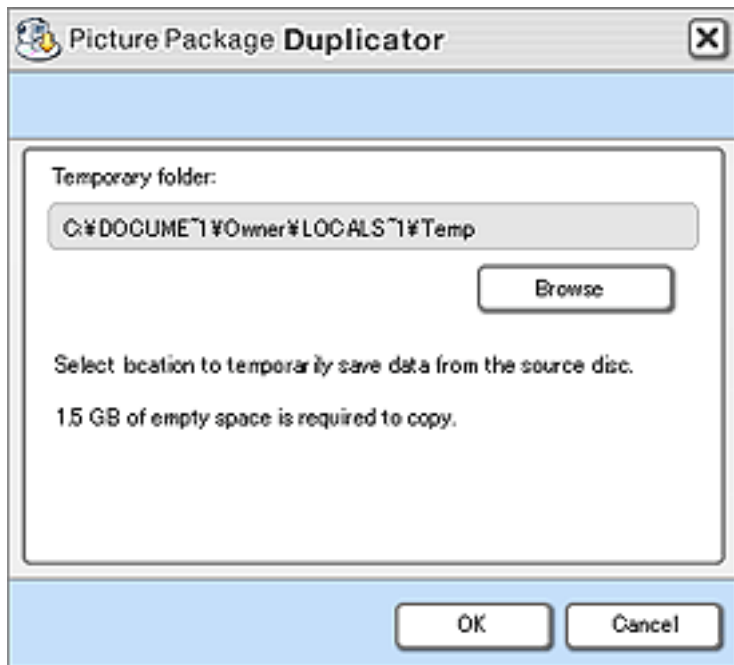 Picture Package Duplicator
Temporary folder:
C:¥DOCUME~1¥Owner¥LOCALS~1¥Temp
Browse
Select location to temporarily save data from the source disc.
1.5 GB of empty space is required to copy.
OK
Cancel